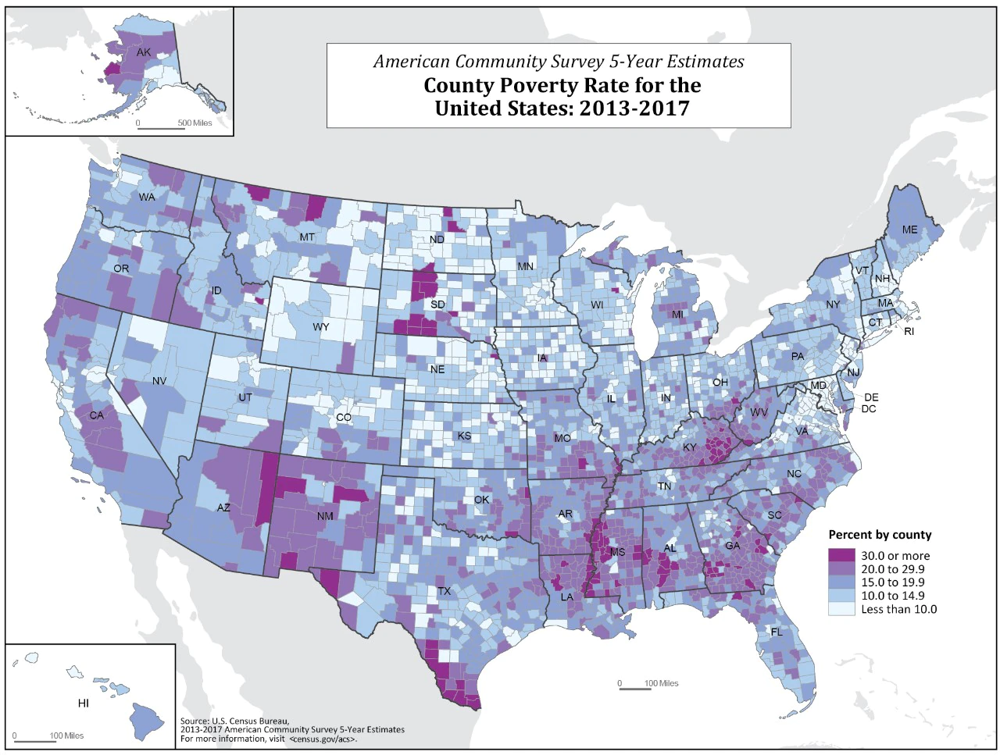 American Community Survey 5-Year Estimates
County Poverty Rate for the
United States: 2013-2017
AK
0 500 Miles
WA
MT
ND
MN
ME
OR
ID
SD
WI
VT
NH
NY
MA
MI
WY
CT
RI
IA
PA
NE
NV
OH
NJ
MD
UT
IL
IN
DE
CO
DC
CA
WV
KS
VA
MO
KY
NC
TN
OK
AZ
NM
AR
SC
GA
AL
MS
TX
LA
FL
Percent by county
30.0 or more
20.0 to 29.9
15.0 to 19.9
10.0 to 14.9
Less than 10.0
0 100 Miles
HI
0 100 Miles
Source: U.S. Census Bureau,
2013-2017 American Community Survey 5-Year Estimates
For more information, visit <census.gov/acs>.